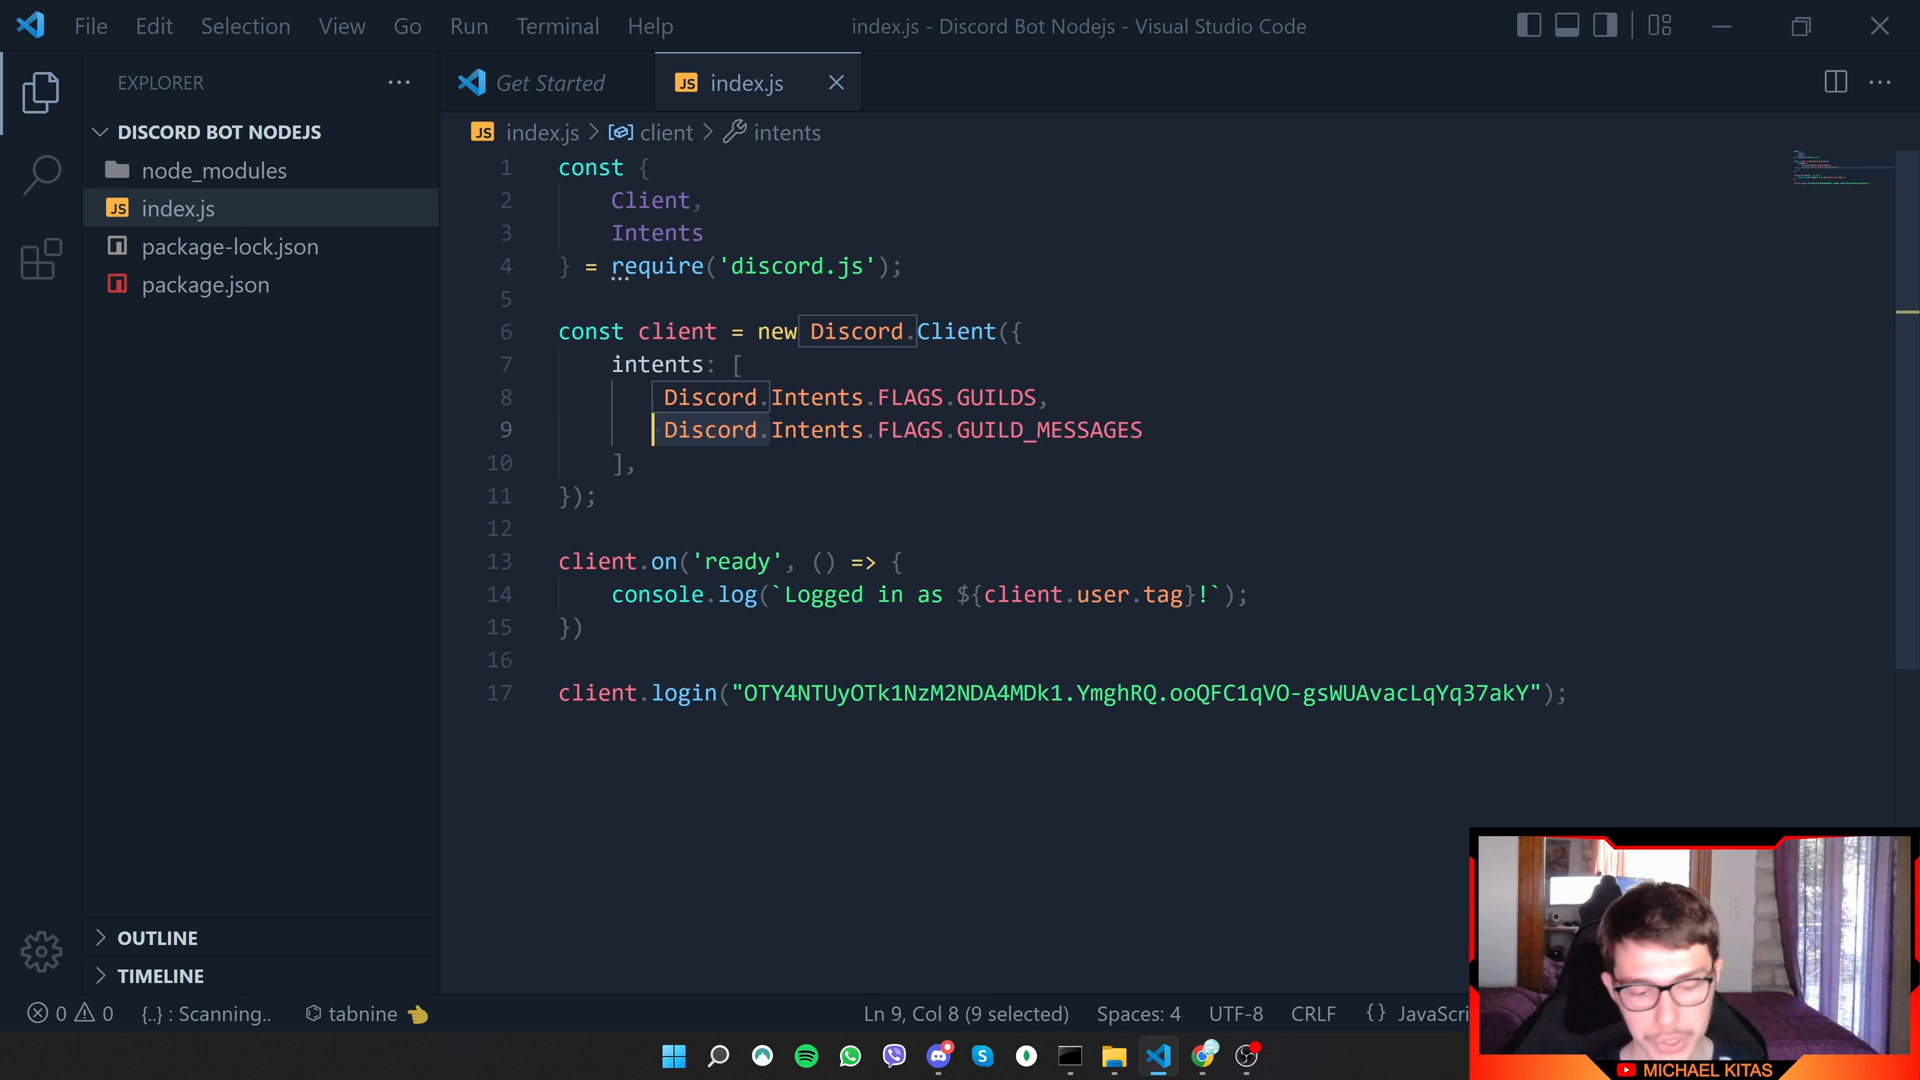 File Edit Selection View Go Run Terminal Help
index.js - Discord Bot Nodejs - Visual Studio Code
EXPLORER
DISCORD BOT NODEJS
node_modules
JS index.js
package-lock.json
package.json
OUTLINE
TIMELINE
Get Started
JS index.js
JS index.js > client > intents
1 const {
2 Client,
3 Intents
4 } = require('discord.js');
5
6 const client = new Discord.Client({
7 intents: [
8 Discord.Intents.FLAGS.GUILDS,
9 Discord.Intents.FLAGS.GUILD_MESSAGES
10 ],
11 });
12
13 client.on('ready', () => {
14 console.log(`Logged in as ${client.user.tag}!`);
15 })
16
17 client.login("OTY4NTUyOTk1NzM2NDA4MDk1.YmghRQ.ooQFC1qVO-gsWUAvacLqYq37akY");
0 0 {..} : Scanning.. tabnine Ln 9, Col 8 (9 selected) Spaces: 4 UTF-8 CRLF {} JavaScri
MICHAEL KITAS